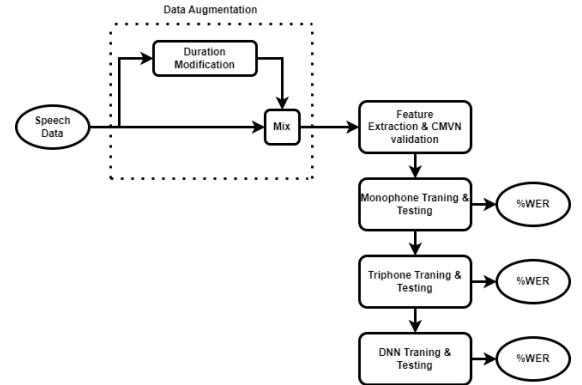 Data Augmentation
Duration
Modification
Speech
Data
Mix
Feature
Extraction & CMVN
validation
Monophone Traning &
Testing
%WER
Triphone Traning &
Testing
%WER
DNN Traning &
Testing
%WER